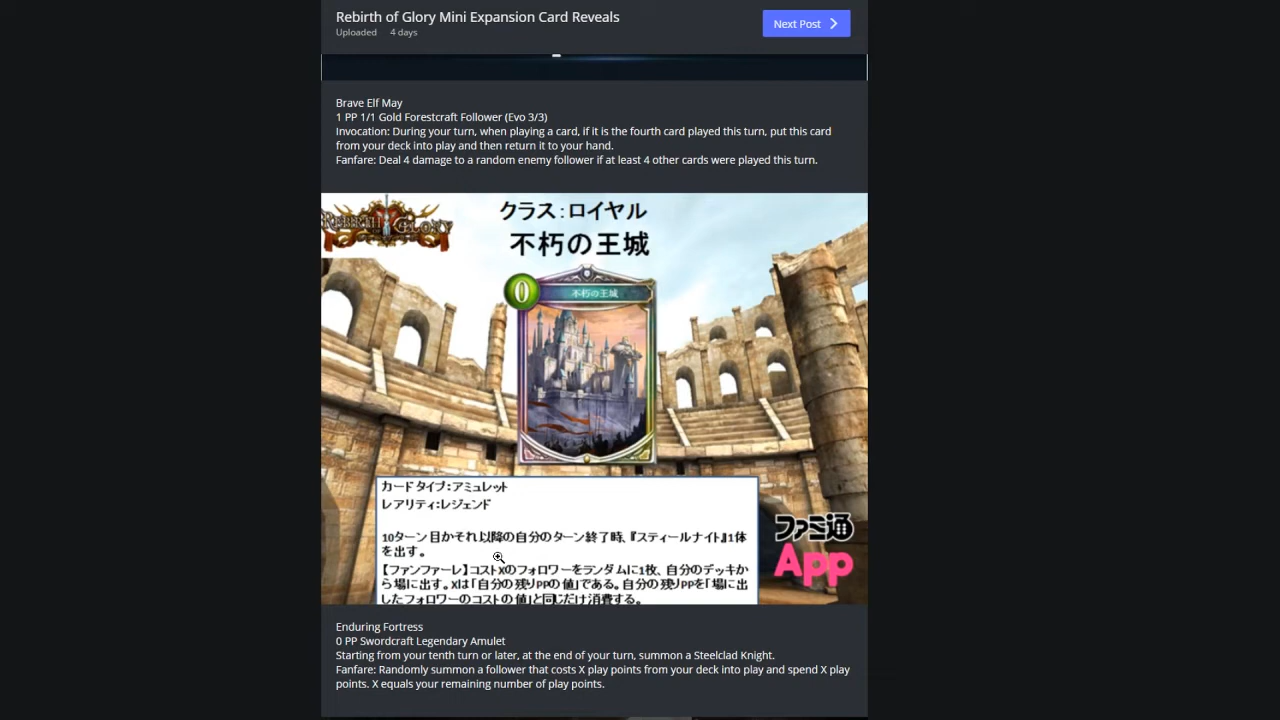 Rebirth of Glory Mini Expansion Card Reveals
Uploaded 4 days
Next Post
Brave Elf May
1 PP 1/1 Gold Forestcraft Follower (Evo 3/3)
Invocation: During your turn, when playing a card, if it is the fourth card played this turn, put this card
from your deck into play and then return it to your hand.
Fanfare: Deal 4 damage to a random enemy follower if at least 4 other cards were played this turn.
REBIRTH of GLORY
クラス:ロイヤル
不朽の王城
0
不朽の王城
カードタイプ:アミュレット
レアリティ:レジェンド
10ターン目かそれ以降の自分のターン終了時、『スティールナイト』1体
を出す。
【ファンファーレ】コストXのフォロワーをランダムに1枚、自分のデッキか
ら場に出す。Xは「自分の残りPPの値」である。自分の残りPPを「場に出
したフォロワーのコストの値」と同じだけ消費する。
ファミ通
App
Enduring Fortress
0 PP Swordcraft Legendary Amulet
Starting from your tenth turn or later, at the end of your turn, summon a Steelclad Knight.
Fanfare: Randomly summon a follower that costs X play points from your deck into play and spend X play
points. X equals your remaining number of play points.